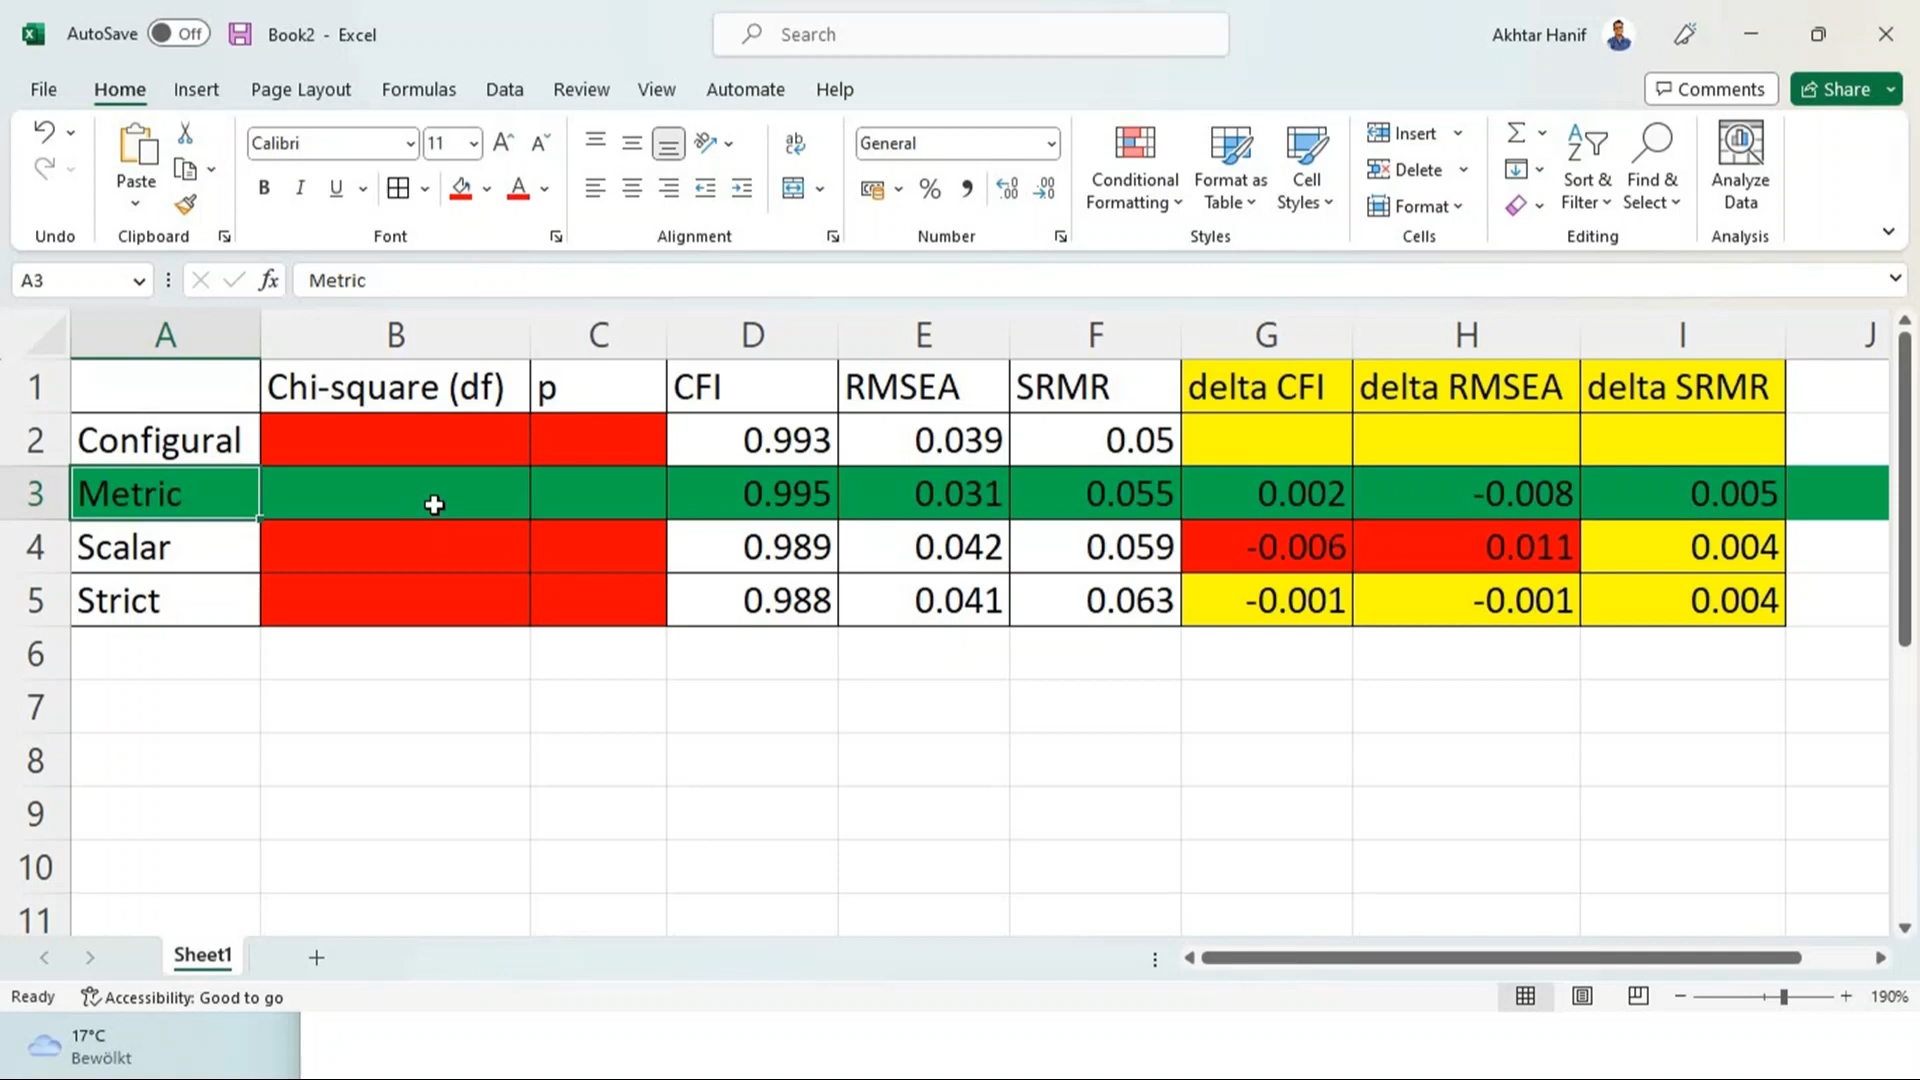 AutoSave Off Book2 - Excel Search Akhtar Hanif
File Home Insert Page Layout Formulas Data Review View Automate Help Comments Share
Calibri 11 General
Paste Conditional Formatting Format as Table Cell Styles Insert Delete Format Sort & Filter Find & Select Analyze Data
Undo Clipboard Font Alignment Number Styles Cells Editing Analysis
A3 fx Metric
A B C D E F G H I J
1 Chi-square (df) p CFI RMSEA SRMR delta CFI delta RMSEA delta SRMR
2 Configural 0.993 0.039 0.05
3 Metric 0.995 0.031 0.055 0.002 -0.008 0.005
4 Scalar 0.989 0.042 0.059 -0.006 0.011 0.004
5 Strict 0.988 0.041 0.063 -0.001 -0.001 0.004
6
7
8
9
10
11
Sheet1
Ready Accessibility: Good to go 190%
17°C
Bewölkt